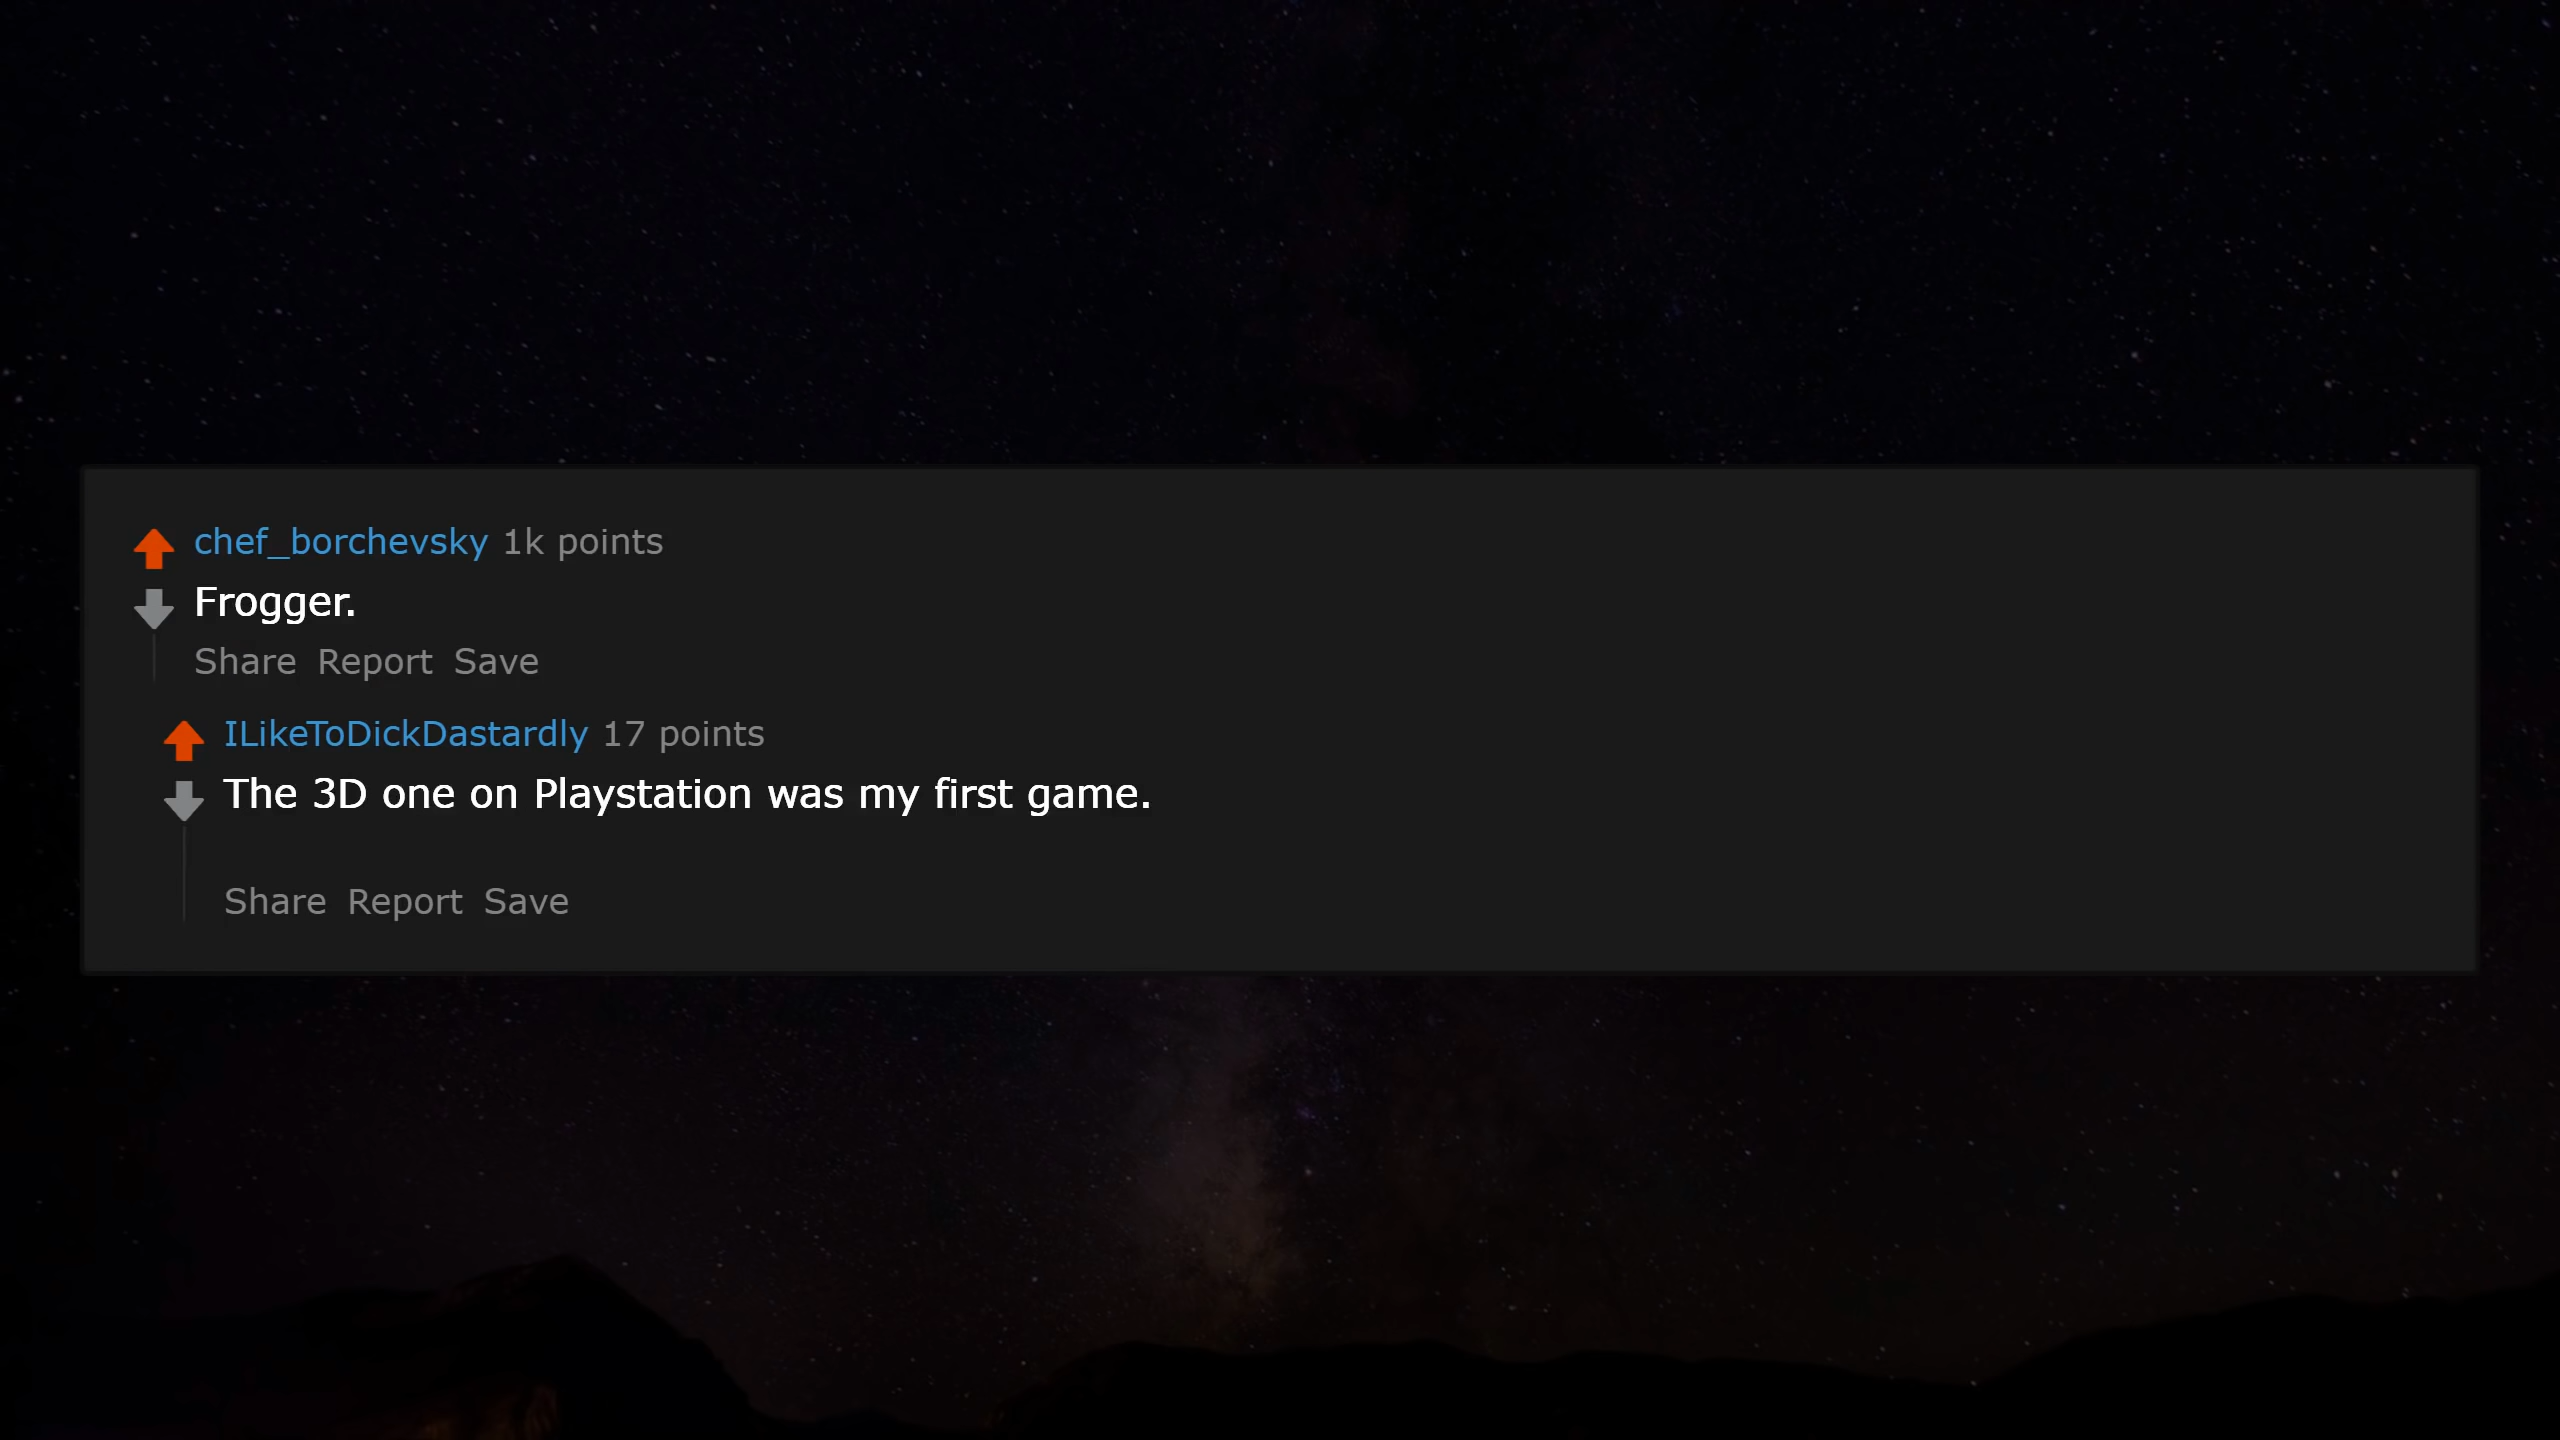 chef_borchevsky 1k points
Frogger.
Share Report Save
ILikeToDickDastardly 17 points
The 3D one on Playstation was my first game.
Share Report Save